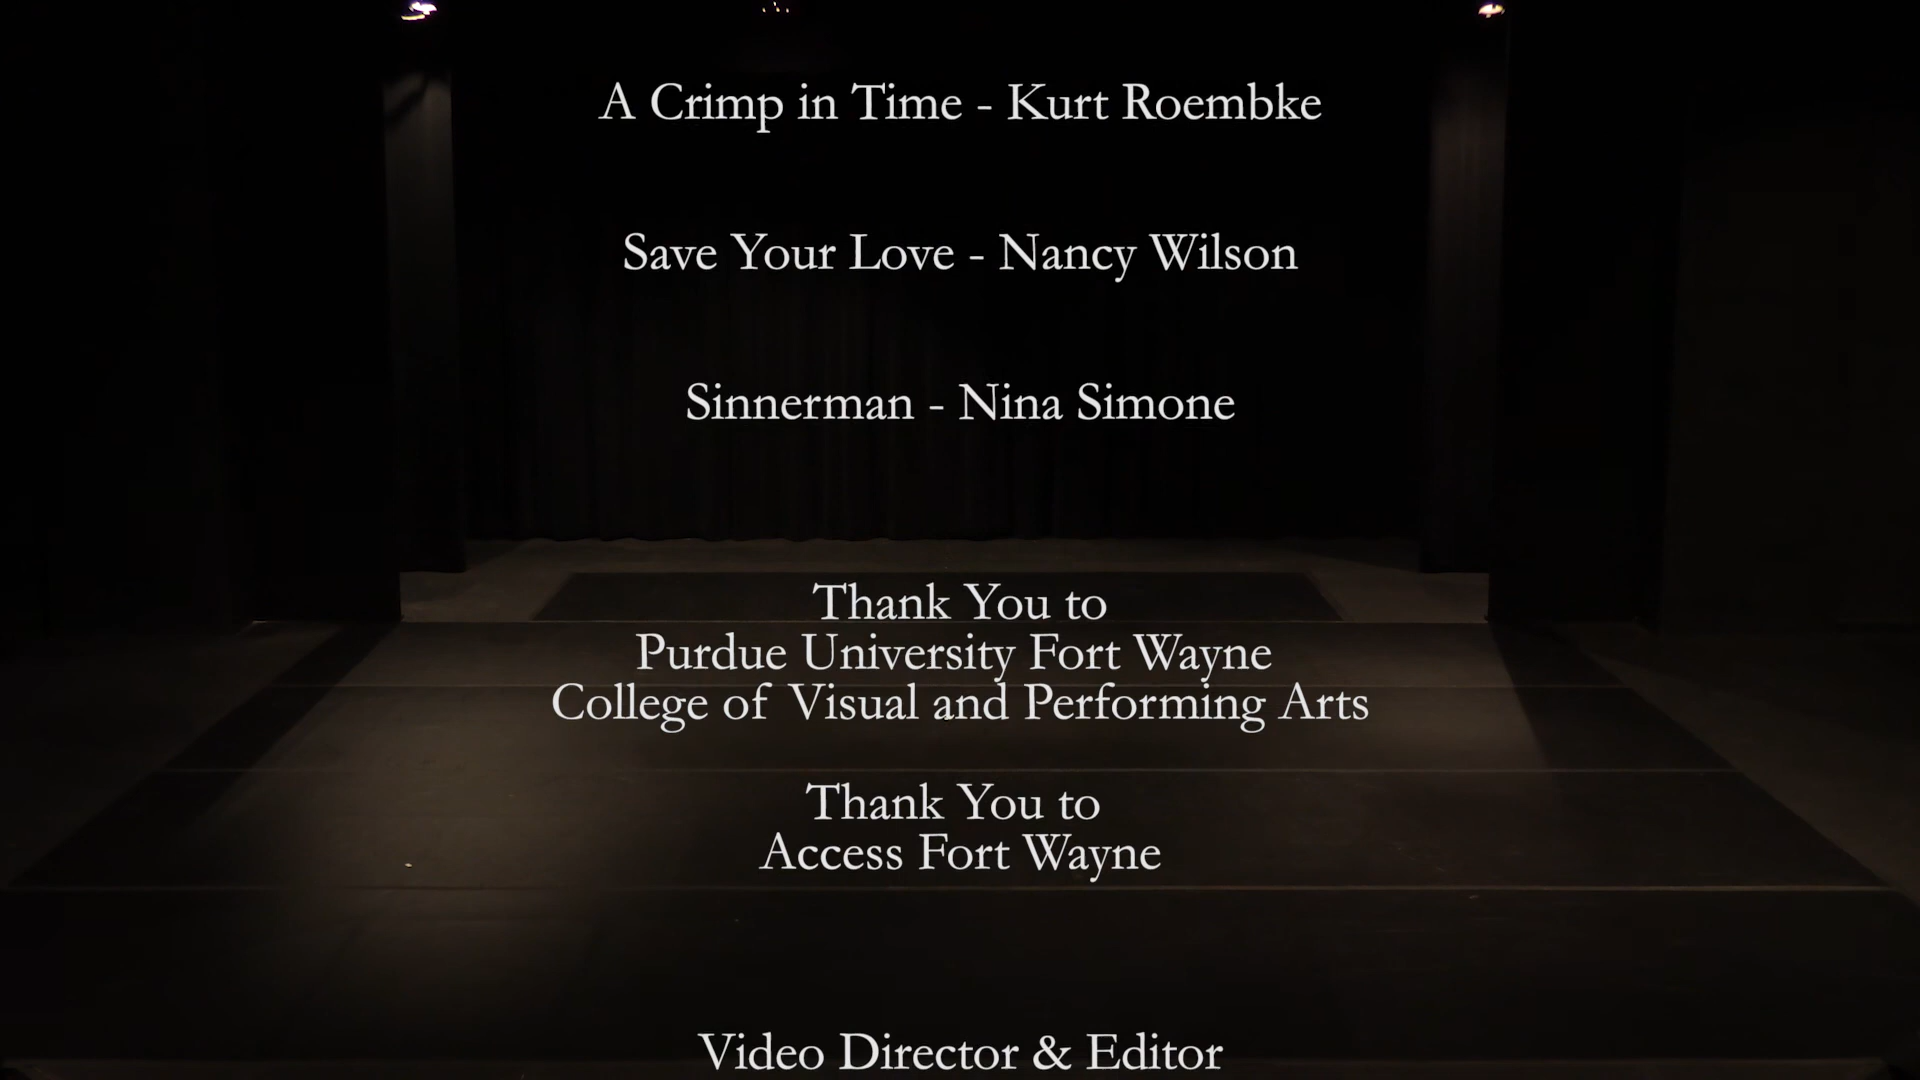 A Crimp in Time - Kurt Roembke
Save Your Love - Nancy Wilson
Sinnerman - Nina Simone
Thank You to
Purdue University Fort Wayne
College of Visual and Performing Arts
Thank You to
Access Fort Wayne
Video Director & Editor